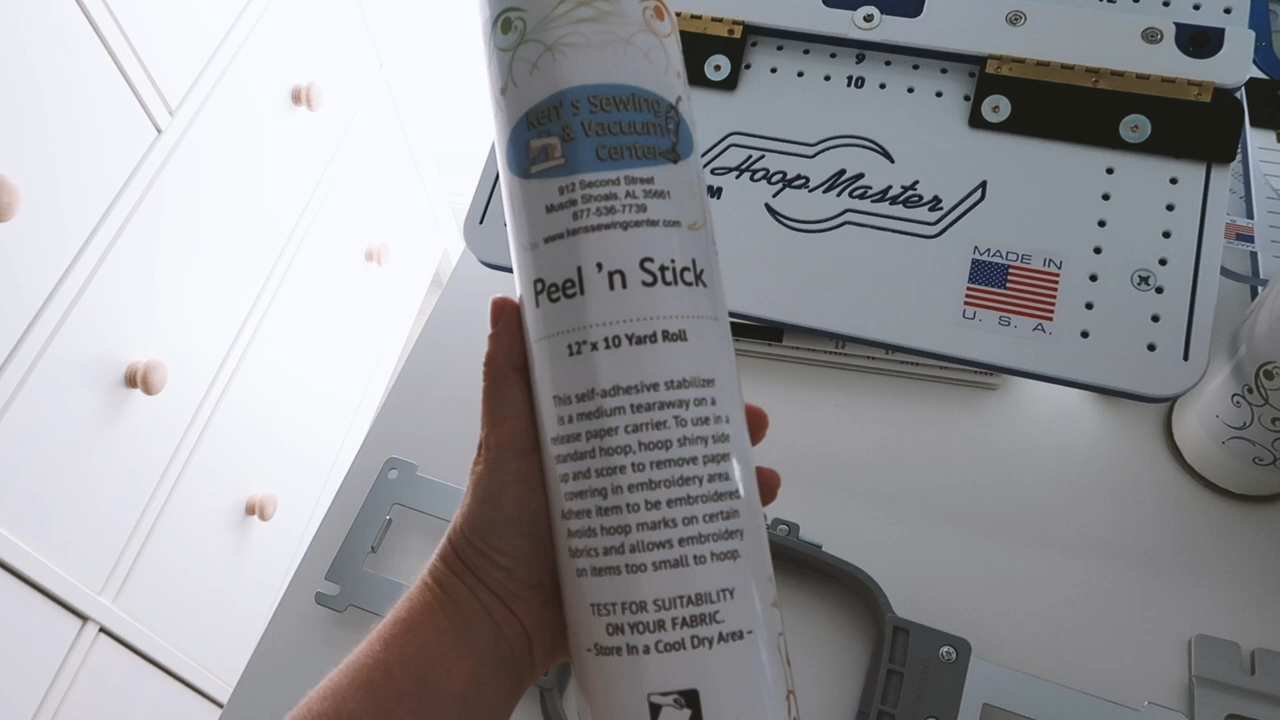 Ken's Sewing
& Vacuum
Center
912 Second Street
Muscle Shoals, AL 35661
877-536-7739
www.kenssewingcenter.com
Peel 'n Stick
12" x 10 Yard Roll
This self-adhesive stabilizer
is a medium tearaway on a
release paper carrier. To use in a
standard hoop, hoop shiny side
up and score to remove paper
covering in embroidery area.
Adhere item to be embroidered.
Avoids hoop marks on certain
fabrics and allows embroidery
on items too small to hoop.
TEST FOR SUITABILITY
ON YOUR FABRIC.
- Store In a Cool Dry Area -
9
10
HoopMaster
M
MADE IN
U. S. A.